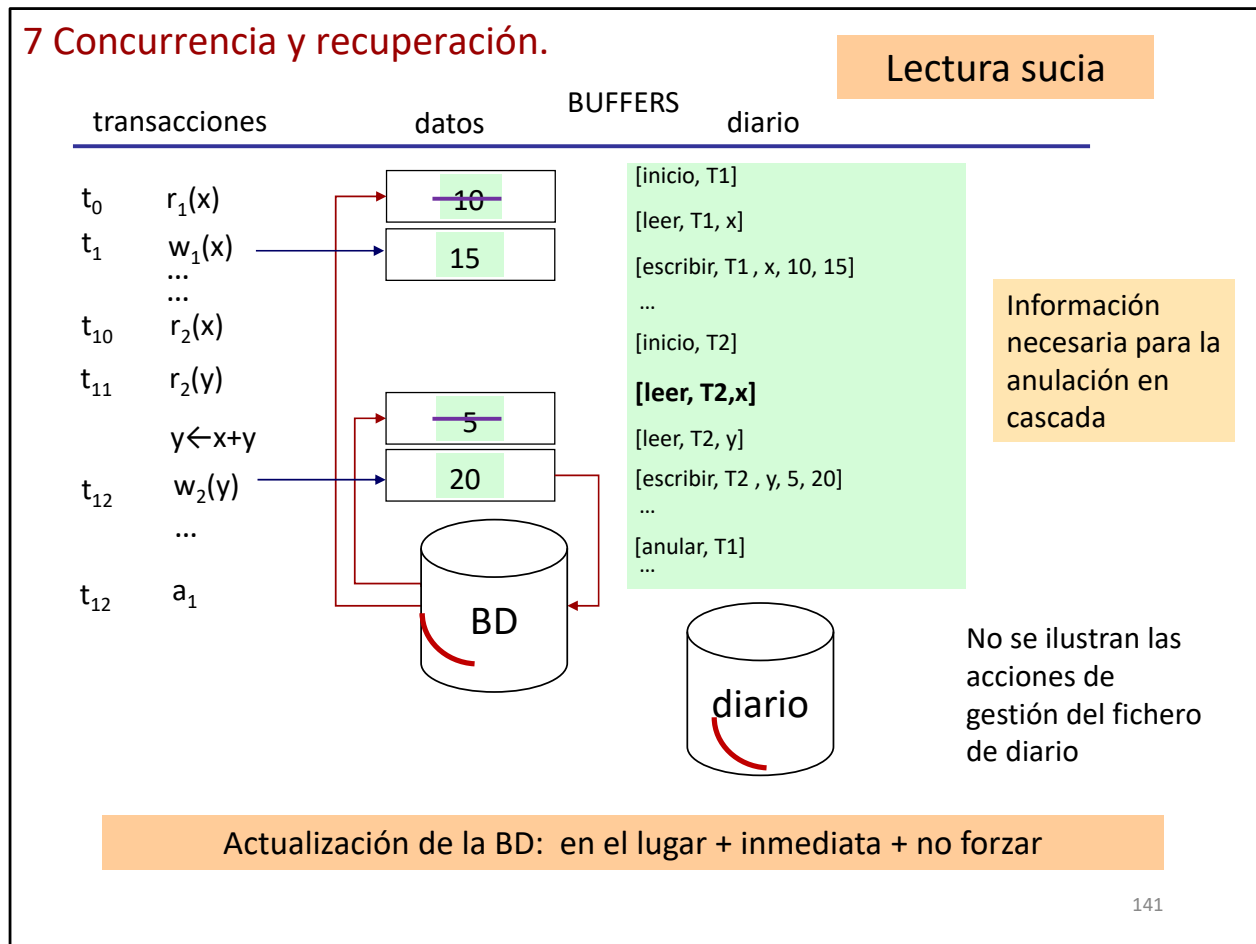 7 Concurrencia y recuperación.
Lectura sucia
BUFFERS
transacciones datos diario
t0 r1(x)
t1 w1(x)
...
...
t10 r2(x)
t11 r2(y)
y←x+y
t12 w2(y)
...
t12 a1
10
15
5
20
BD
[inicio, T1]
[leer, T1, x]
[escribir, T1 , x, 10, 15]
...
[inicio, T2]
[leer, T2,x]
[leer, T2, y]
[escribir, T2 , y, 5, 20]
...
[anular, T1]
...
diario
Información
necesaria para la
anulación en
cascada
No se ilustran las
acciones de
gestión del fichero
de diario
Actualización de la BD: en el lugar + inmediata + no forzar
141